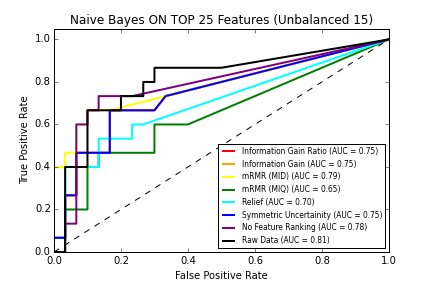 Naive Bayes ON TOP 25 Features (Unbalanced 15)
1.0
0.8
0.6
0.4
0.2
0.0
True Positive Rate
Information Gain Ratio (AUC = 0.75)
Information Gain (AUC = 0.75)
mRMR (MID) (AUC = 0.79)
mRMR (MIQ) (AUC = 0.65)
Relief (AUC = 0.70)
Symmetric Uncertainity (AUC = 0.75)
No Feature Ranking (AUC = 0.78)
Raw Data (AUC = 0.81)
0.0 0.2 0.4 0.6 0.8 1.0
False Positive Rate